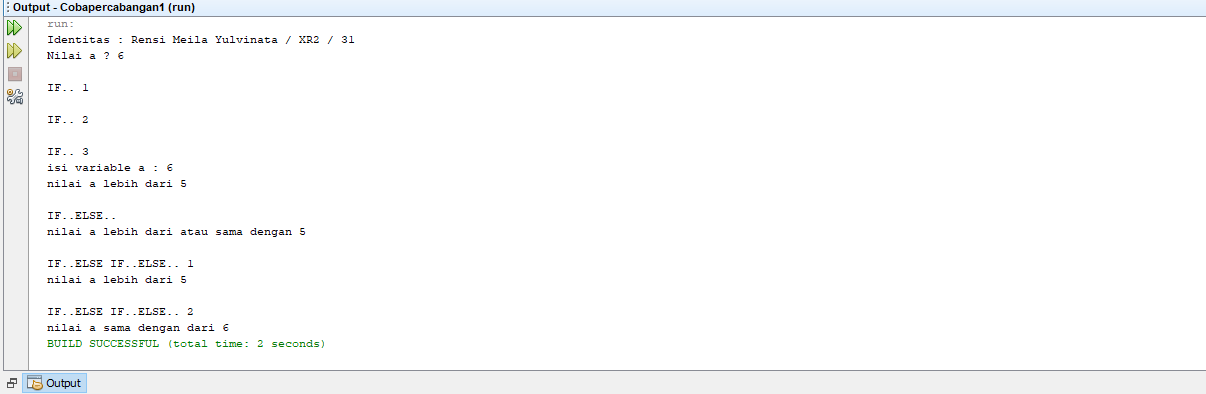 Output - Cobapercabangan1 (run)
run:
Identitas : Rensi Meila Yulvinata / XR2 / 31
Nilai a ? 6
IF.. 1
IF.. 2
IF.. 3
isi variable a : 6
nilai a lebih dari 5
IF..ELSE..
nilai a lebih dari atau sama dengan 5
IF..ELSE IF..ELSE.. 1
nilai a lebih dari 5
IF..ELSE IF..ELSE.. 2
nilai a sama dengan dari 6
BUILD SUCCESSFUL (total time: 2 seconds)
Output